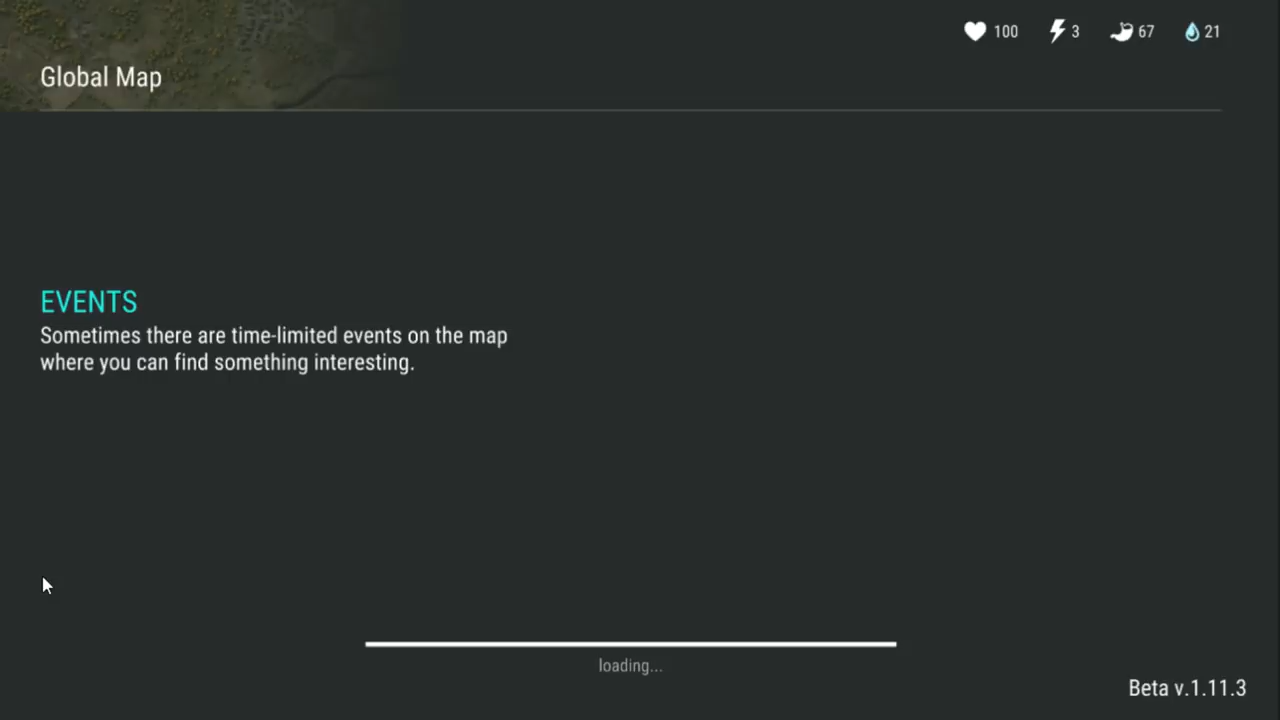 100
3
67
21
Global Map
EVENTS
Sometimes there are time-limited events on the map
where you can find something interesting.
loading...
Beta v.1.11.3